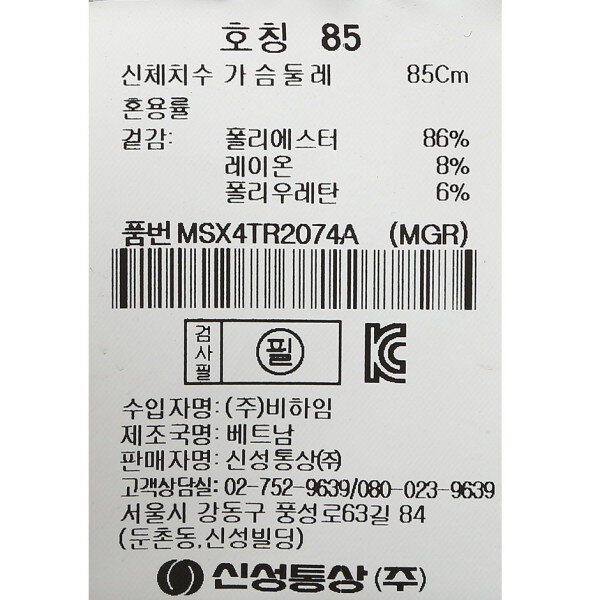 호칭 85
신체치수 가슴둘레 85Cm
혼용률
겉감: 폴리에스터 86%
레이온 8%
폴리우레탄 6%
품번 MSX4TR2074A (MGR)
검사필 필 KC
수입자명: (주)비하임
제조국명: 베트남
판매자명: 신성통상㈜
고객상담실: 02-752-9639/080-023-9639
서울시 강동구 풍성로63길 84
(둔촌동,신성빌딩)
신성통상(주)